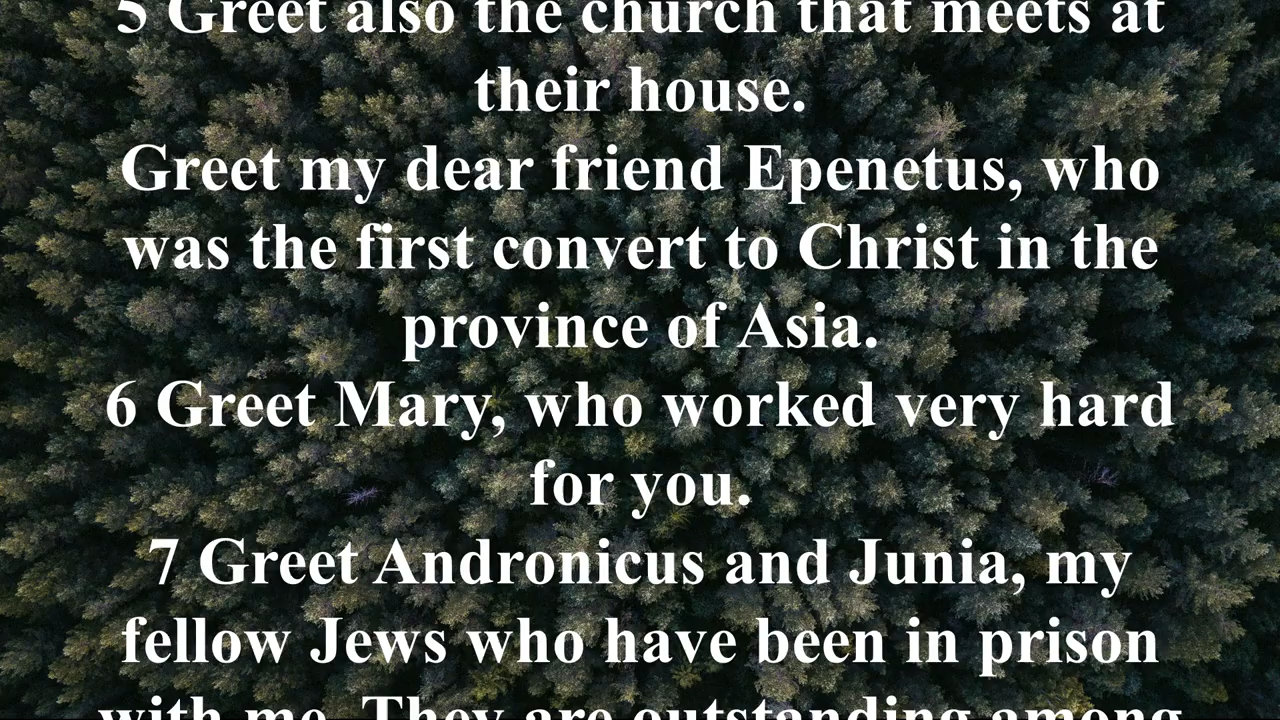 5 Greet also the church that meets at
their house.
Greet my dear friend Epenetus, who
was the first convert to Christ in the
province of Asia.
6 Greet Mary, who worked very hard
for you.
7 Greet Andronicus and Junia, my
fellow Jews who have been in prison
with me. They are outstanding among